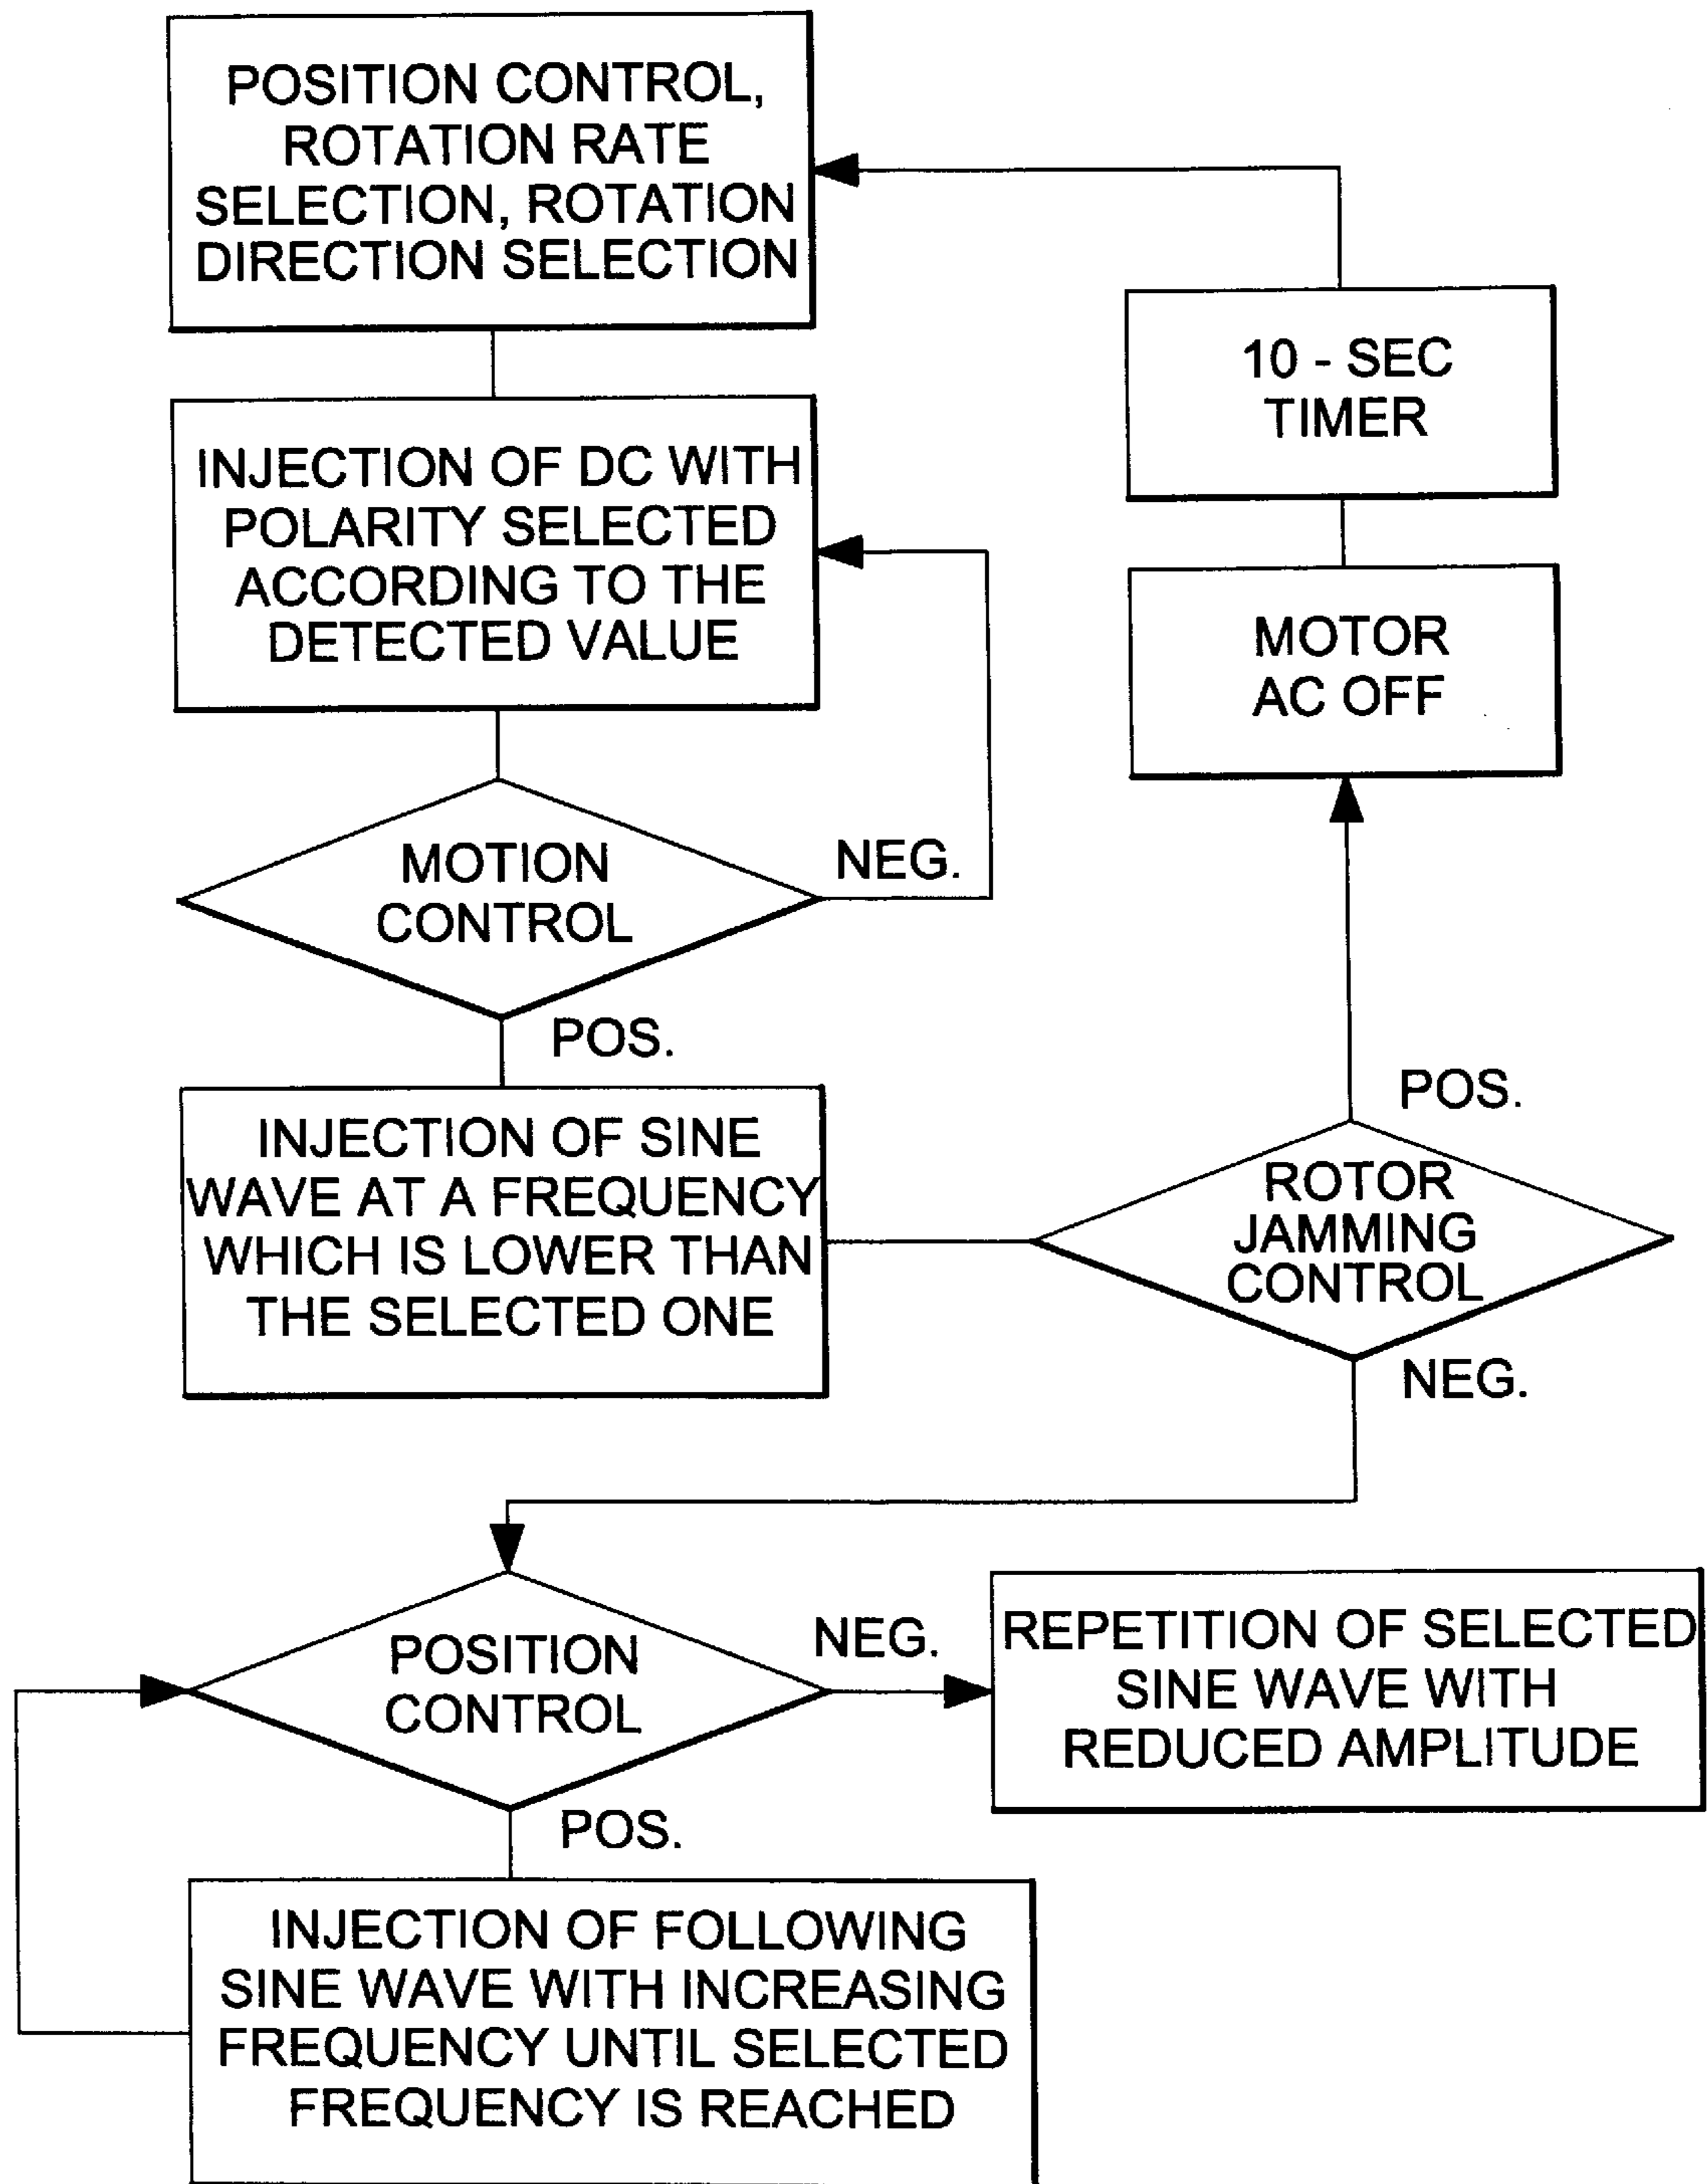 POSITION CONTROL,
ROTATION RATE
SELECTION, ROTATION
DIRECTION SELECTION
10 - SEC
TIMER
INJECTION OF DC WITH
POLARITY SELECTED
ACCORDING TO THE
DETECTED VALUE
MOTOR
AC OFF
MOTION
CONTROL
NEG.
POS.
INJECTION OF SINE
WAVE AT A FREQUENCY
WHICH IS LOWER THAN
THE SELECTED ONE
POS.
ROTOR
JAMMING
CONTROL
NEG.
POSITION
CONTROL
NEG.
REPETITION OF SELECTED
SINE WAVE WITH
REDUCED AMPLITUDE
POS.
INJECTION OF FOLLOWING
SINE WAVE WITH INCREASING
FREQUENCY UNTIL SELECTED
FREQUENCY IS REACHED